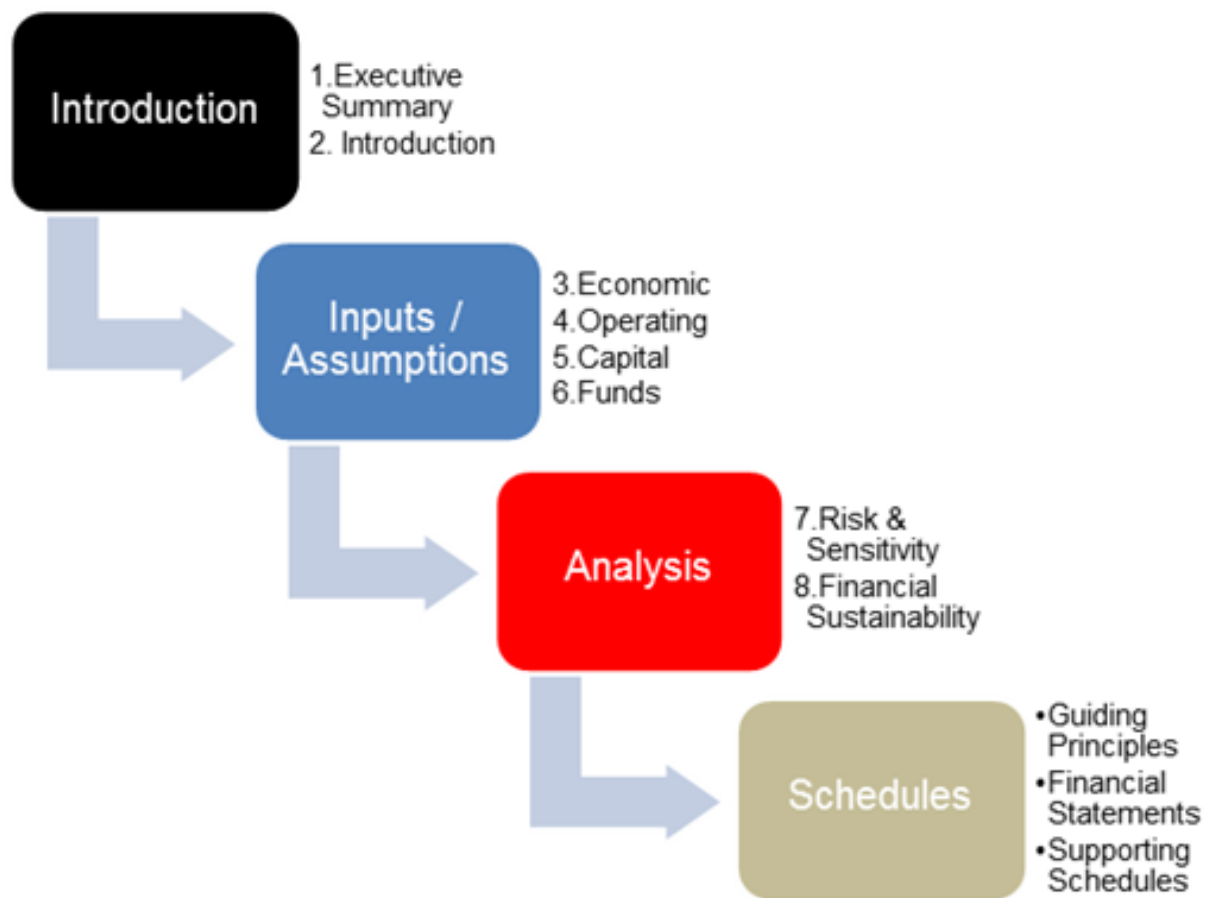 Introduction
1.Executive
Summary
2. Introduction
Inputs /
Assumptions
3.Economic
4.Operating
5.Capital
6.Funds
Analysis
7.Risk &
Sensitivity
8.Financial
Sustainability
Schedules
•Guiding
Principles
•Financial
Statements
•Supporting
Schedules